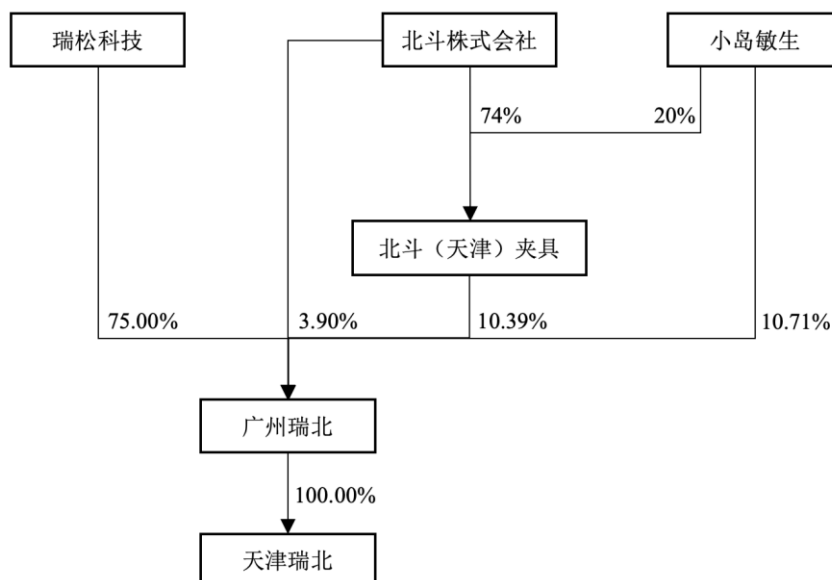 瑞松科技
北斗株式会社
小岛敏生
74%
20%
北斗（天津）夹具
75.00%
3.90%
10.39%
10.71%
广州瑞北
100.00%
天津瑞北